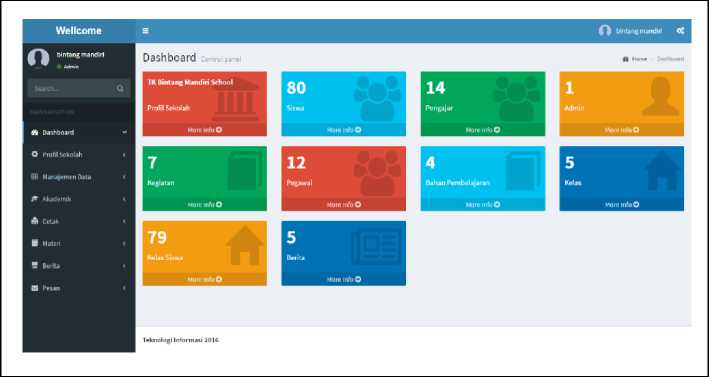 Wellcome
bintang mandiri
bintang mandiri
Admin
Search...
Dashboard
Profil Sekolah
Manajemen Data
Akademik
Cetak
Materi
Berita
Pesan
Dashboard Control panel
Home > Dashboard
TK Bintang Mandiri School
Profil Sekolah
More info
80
Siswa
More info
14
Pengajar
More info
1
Admin
More info
7
Kegiatan
More info
12
Pegawai
More info
4
Bahan Pembelajaran
More info
5
Kelas
More info
79
Kelas Siswa
More info
5
Berita
More info
Teknologi Informasi 2016